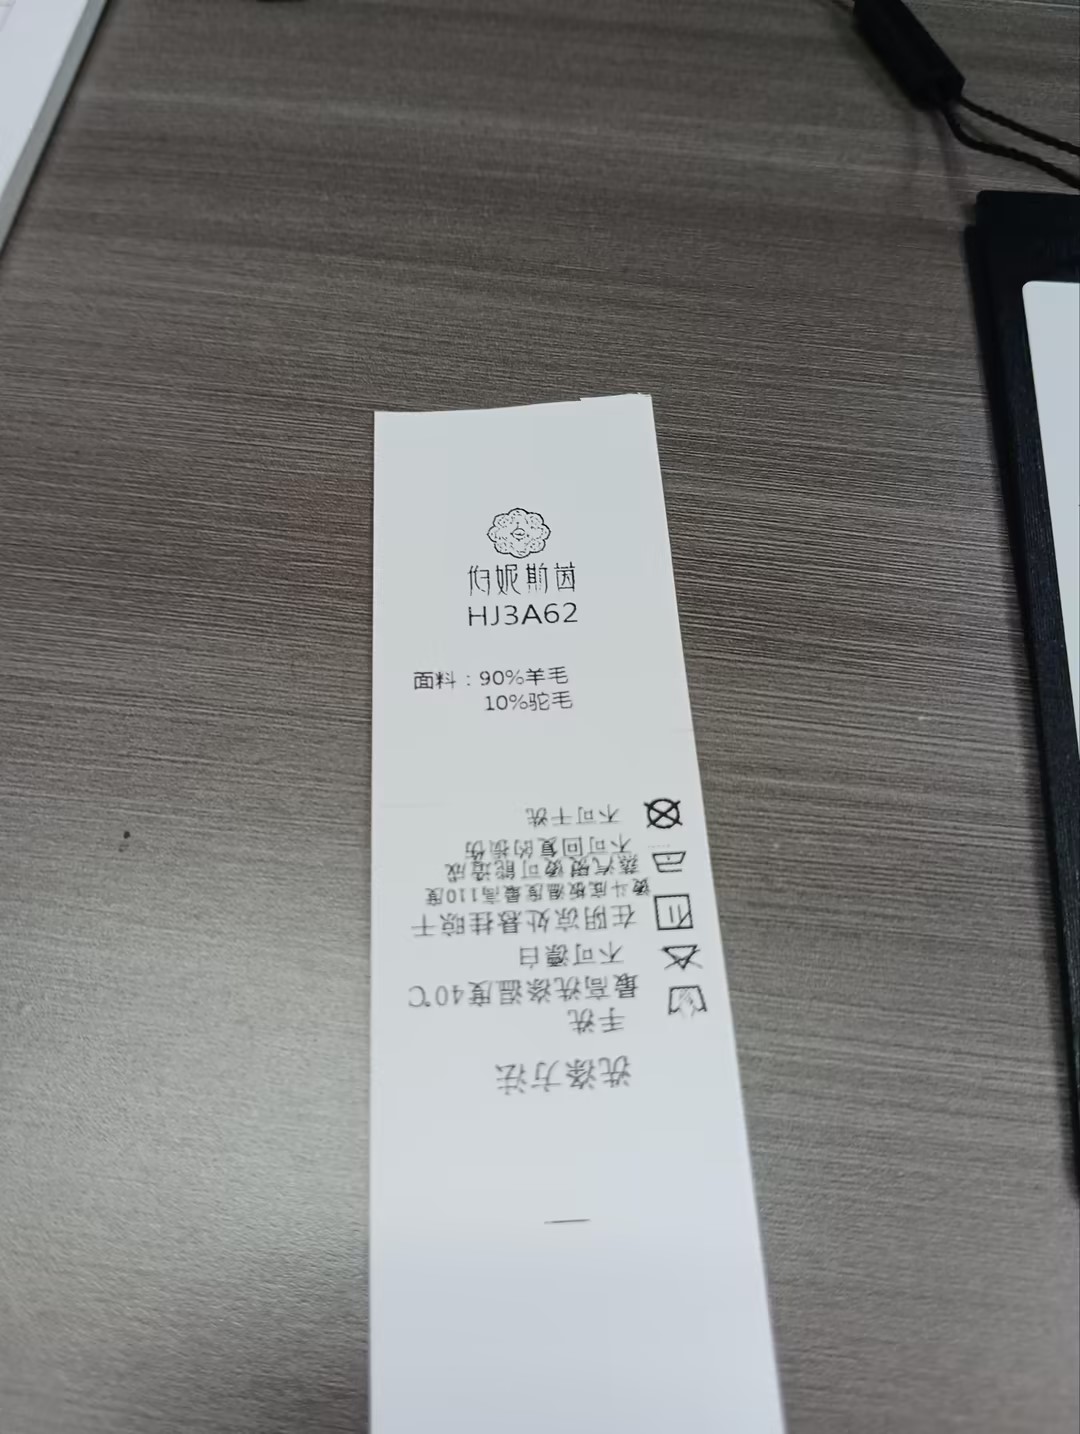 妮斯茵
HJ3A62
面料：90%羊毛
10%驼毛
洗涤方法
手洗
最高洗涤温度40℃
不可漂白
在阴凉处悬挂晾干
熨斗底板温度最高110度
蒸汽熨烫可能造成
不可回复的损伤
不可干洗